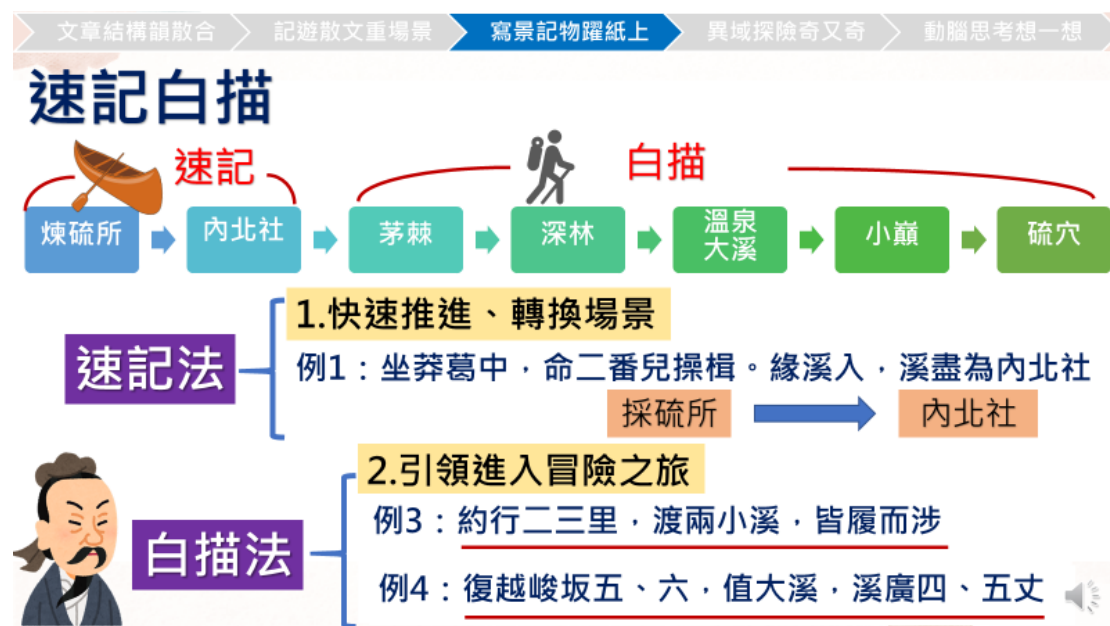 文章結構韻散合
記遊散文重場景
寫景記物躍紙上
異域探險奇又奇
動腦思考想一想
速記白描
速記
白描
煉硫所
內北社
茅棘
深林
溫泉
大溪
小巔
硫穴
1.快速推進、轉換場景
速記法
例1：坐莽葛中，命二番兒操楫。緣溪入，溪盡為內北社
採硫所
內北社
2.引領進入冒險之旅
白描法
例3：約行二三里，渡兩小溪，皆履而涉
例4：復越峻坂五、六，值大溪，溪廣四、五丈